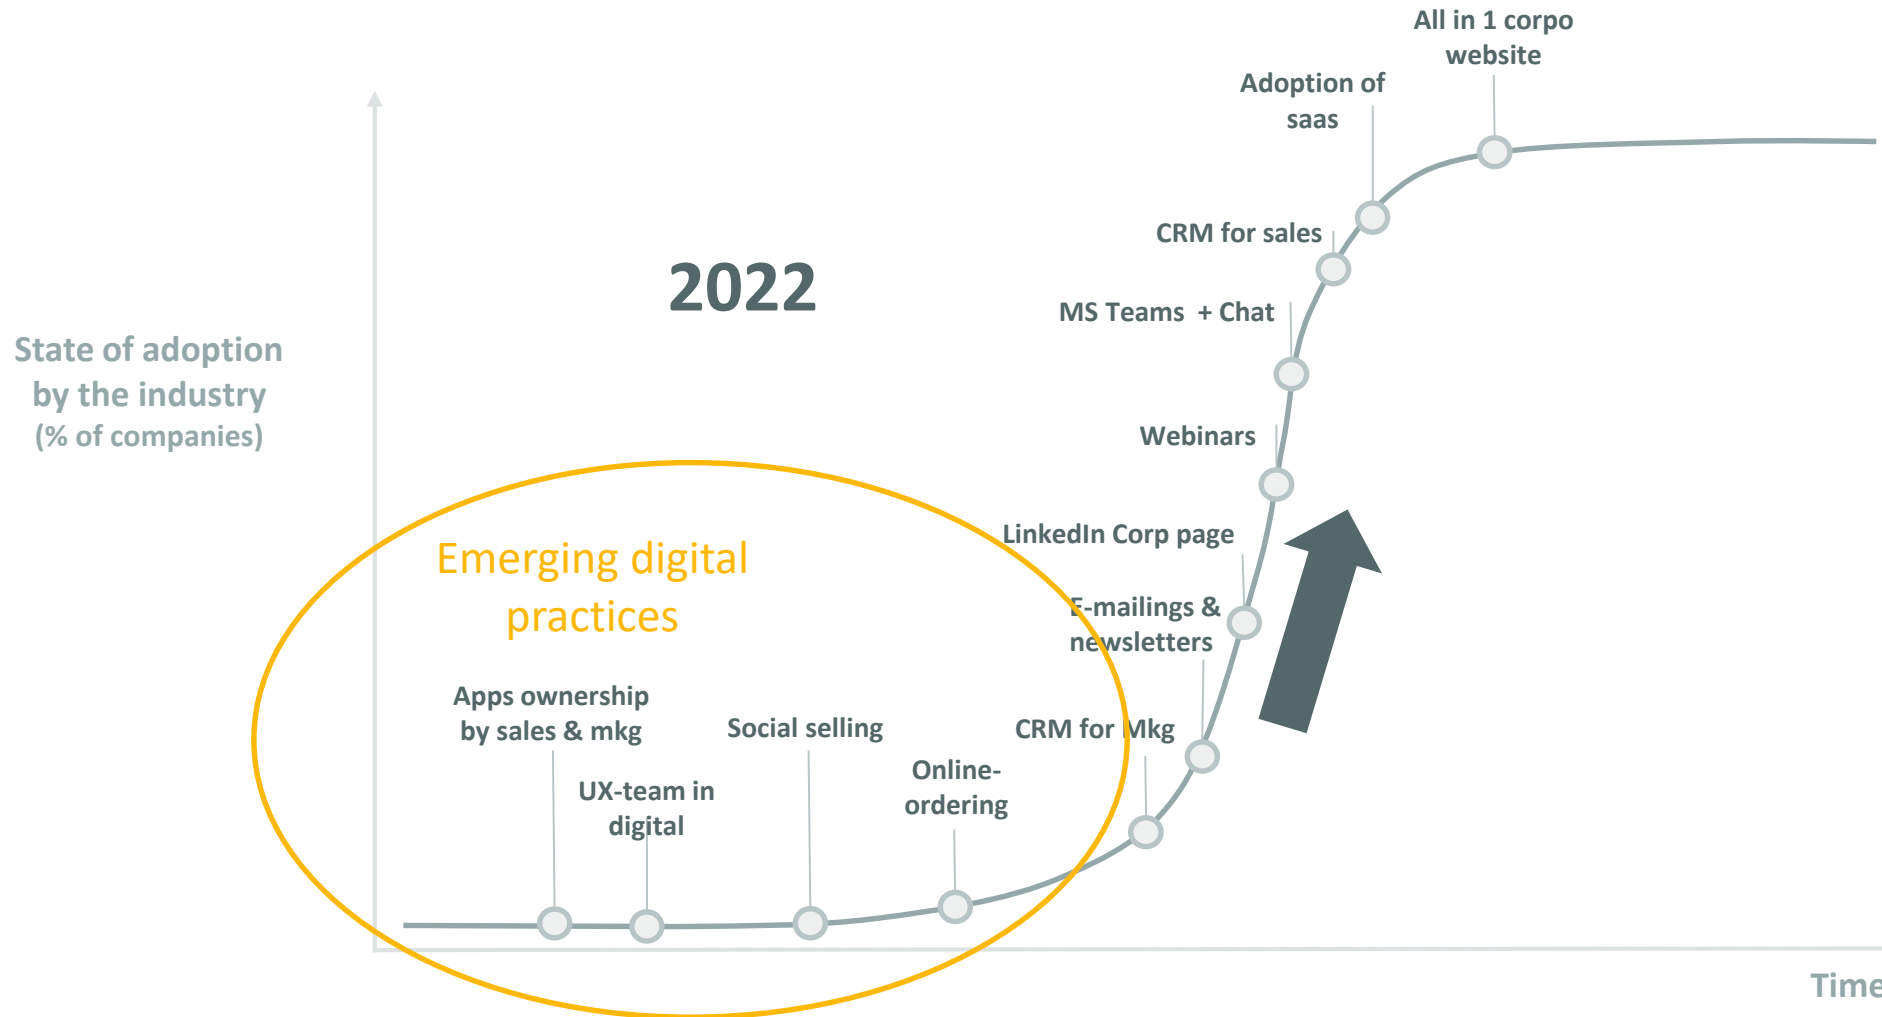 All in 1 corpo
website
Adoption of
saas
CRM for sales
2022
MS Teams + Chat
State of adoption
by the industry
(% of companies)
Webinars
LinkedIn Corp page
Emerging digital
practices
E-mailings &
newsletters
Apps ownership
by sales & mkg
Social selling
CRM for Mkg
Online-
ordering
UX-team in
digital
Time